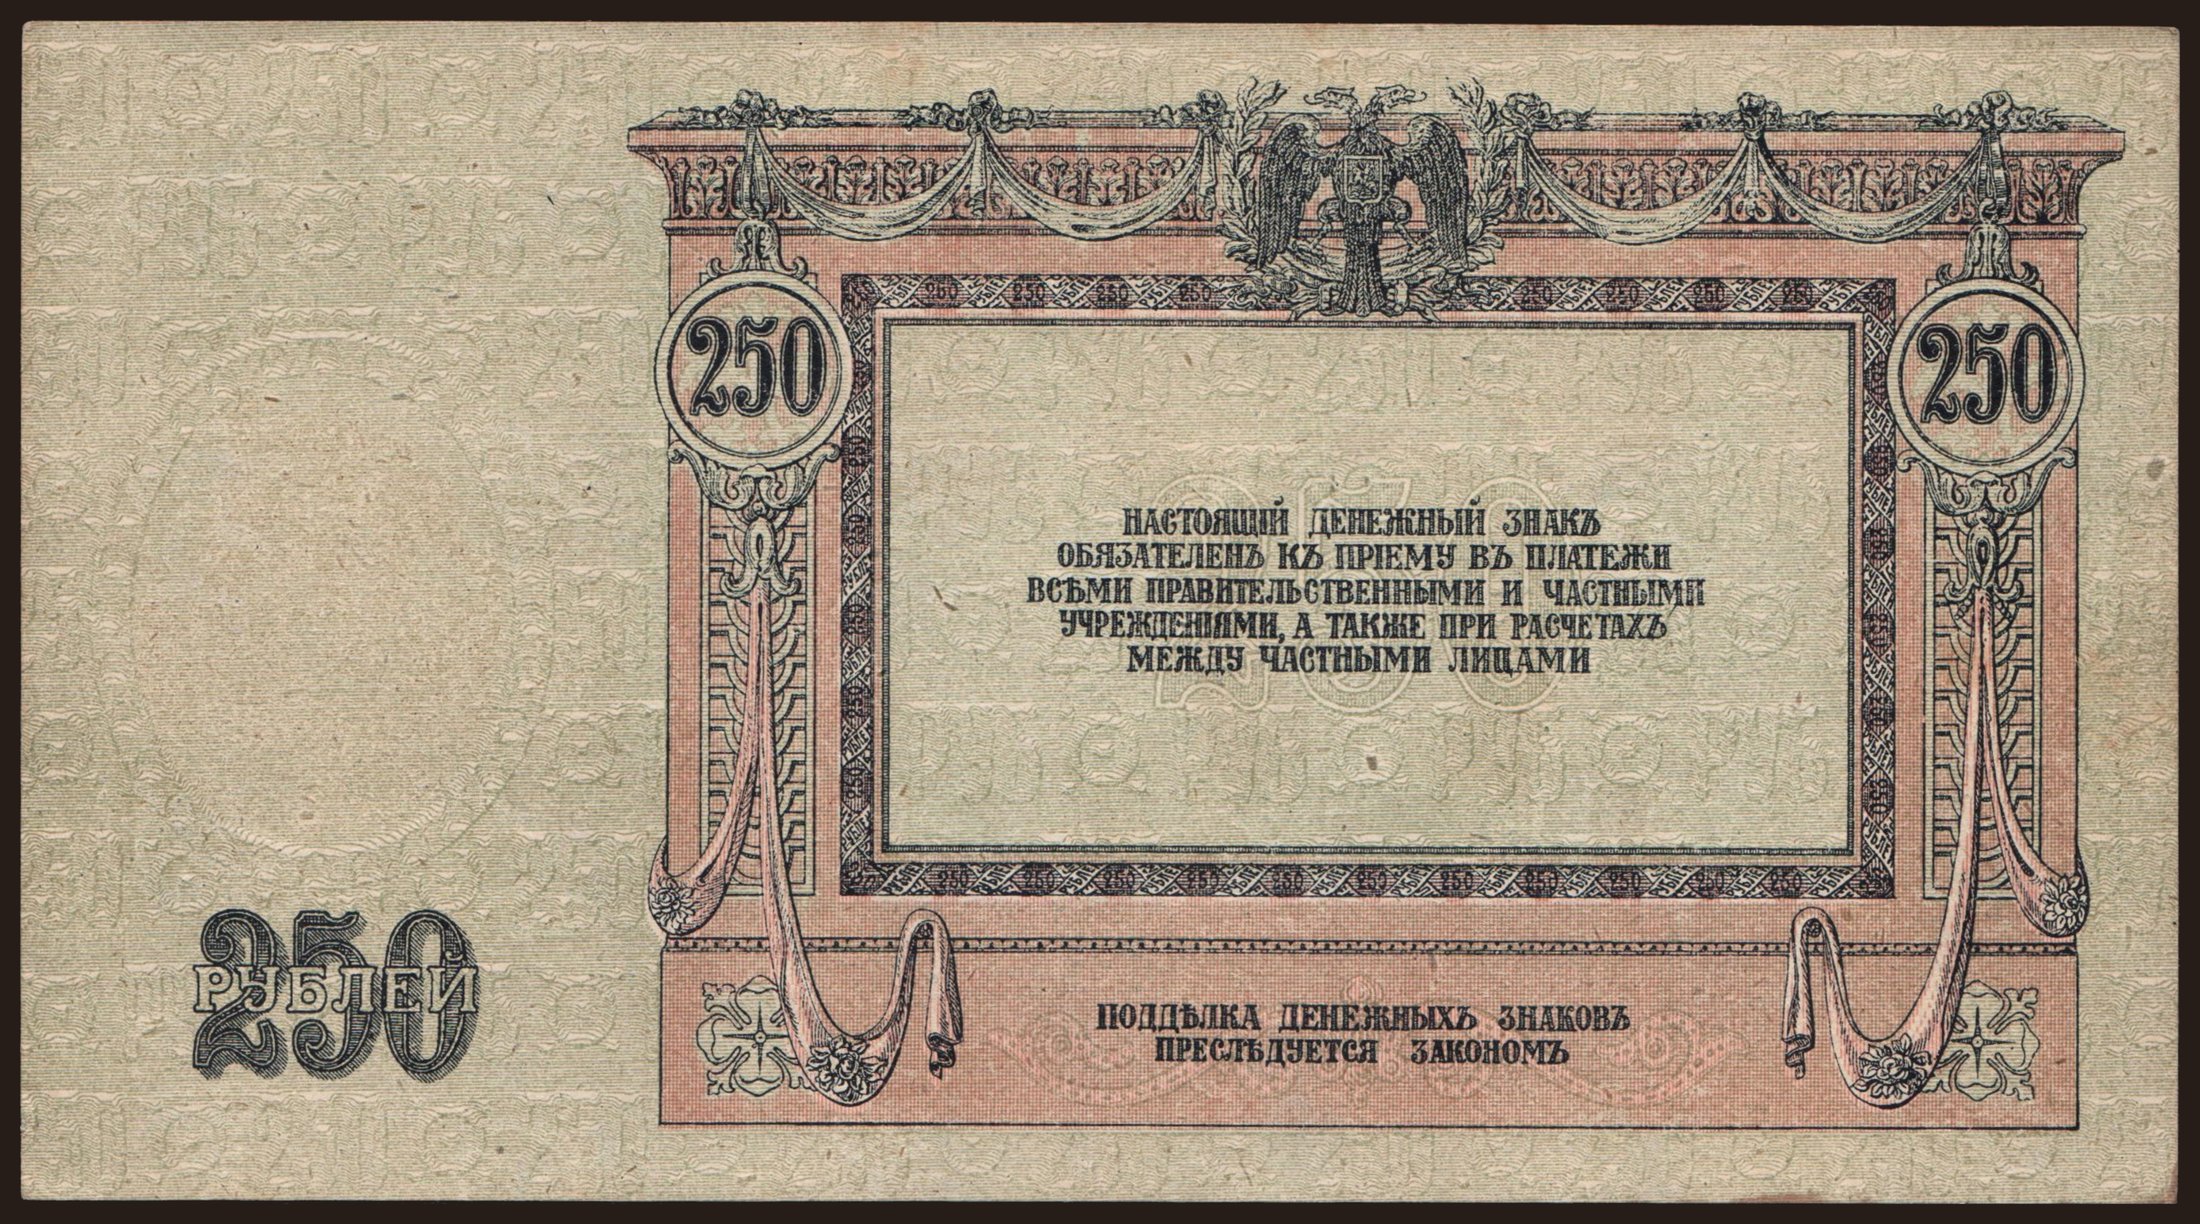 250
250
НАСТОЯЩІЙ ДЕНЕЖНЫЙ ЗНАКЪ
ОБЯЗАТЕЛЕНЪ КЪ ПРІЕМУ ВЪ ПЛАТЕЖИ
ВСѢМИ ПРАВИТЕЛЬСТВЕННЫМИ И ЧАСТНЫМИ
УЧРЕЖДЕНІЯМИ, А ТАКЖЕ ПРИ РАСЧЕТАХЪ
МЕЖДУ ЧАСТНЫМИ ЛИЦАМИ
250
РУБЛЕЙ
ПОДДѢЛКА ДЕНЕЖНЫХЪ ЗНАКОВЪ
ПРЕСЛѢДУЕТСЯ ЗАКОНОМЪ